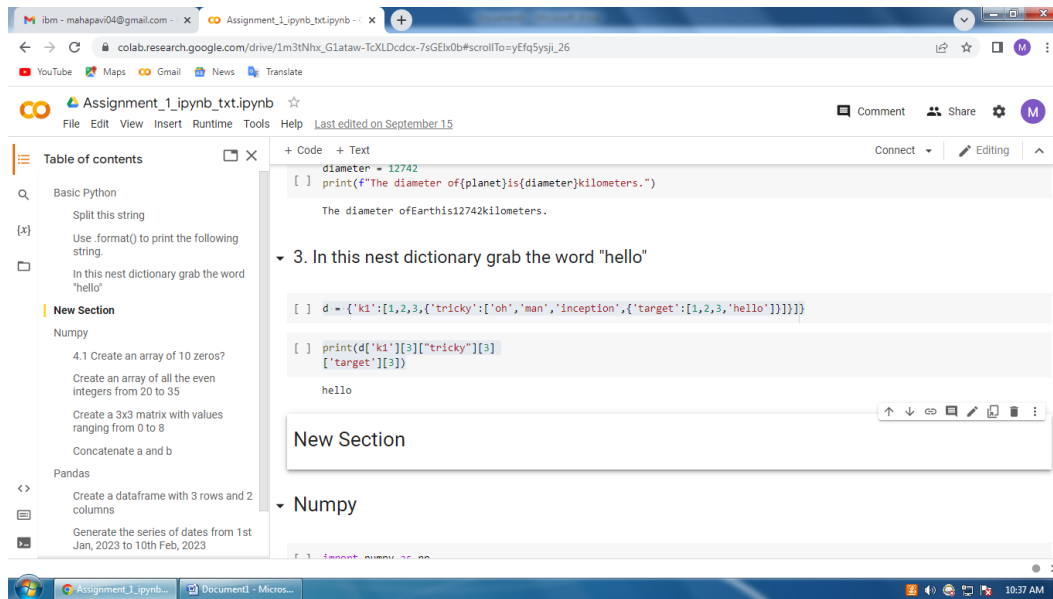 ibm - mahapavi04@gmail.com -
Assignment_1_ipynb_txt.ipynb -
colab.research.google.com/drive/1m3tNhx_G1ataw-TcXLDcdcx-7sGEIx0b#scrollTo=yEfq5ysji_26
YouTube Maps Gmail News Translate
Assignment_1_ipynb_txt.ipynb
Comment Share M
File Edit View Insert Runtime Tools Help Last edited on September 15
Table of contents
+ Code + Text
Connect Editing
Basic Python
Split this string
Use .format() to print the following
string.
In this nest dictionary grab the word
"hello"
New Section
Numpy
4.1 Create an array of 10 zeros?
Create an array of all the even
integers from 20 to 35
Create a 3x3 matrix with values
ranging from 0 to 8
Concatenate a and b
Pandas
Create a dataframe with 3 rows and 2
columns
Generate the series of dates from 1st
Jan, 2023 to 10th Feb, 2023
diameter = 12742
[ ] print(f"The diameter of{planet}is{diameter}kilometers.")
The diameter ofEarthis12742kilometers.
3. In this nest dictionary grab the word "hello"
[ ] d = {'k1':[1,2,3,{'tricky':['oh','man','inception',{'target':[1,2,3,'hello']}]}]}
[ ] print(d['k1'][3]["tricky"][3]
['target'][3])
hello
New Section
Numpy
[ ] import numpy as np
Assignment_1_ipynb... Document1 - Micros... 10:37 AM